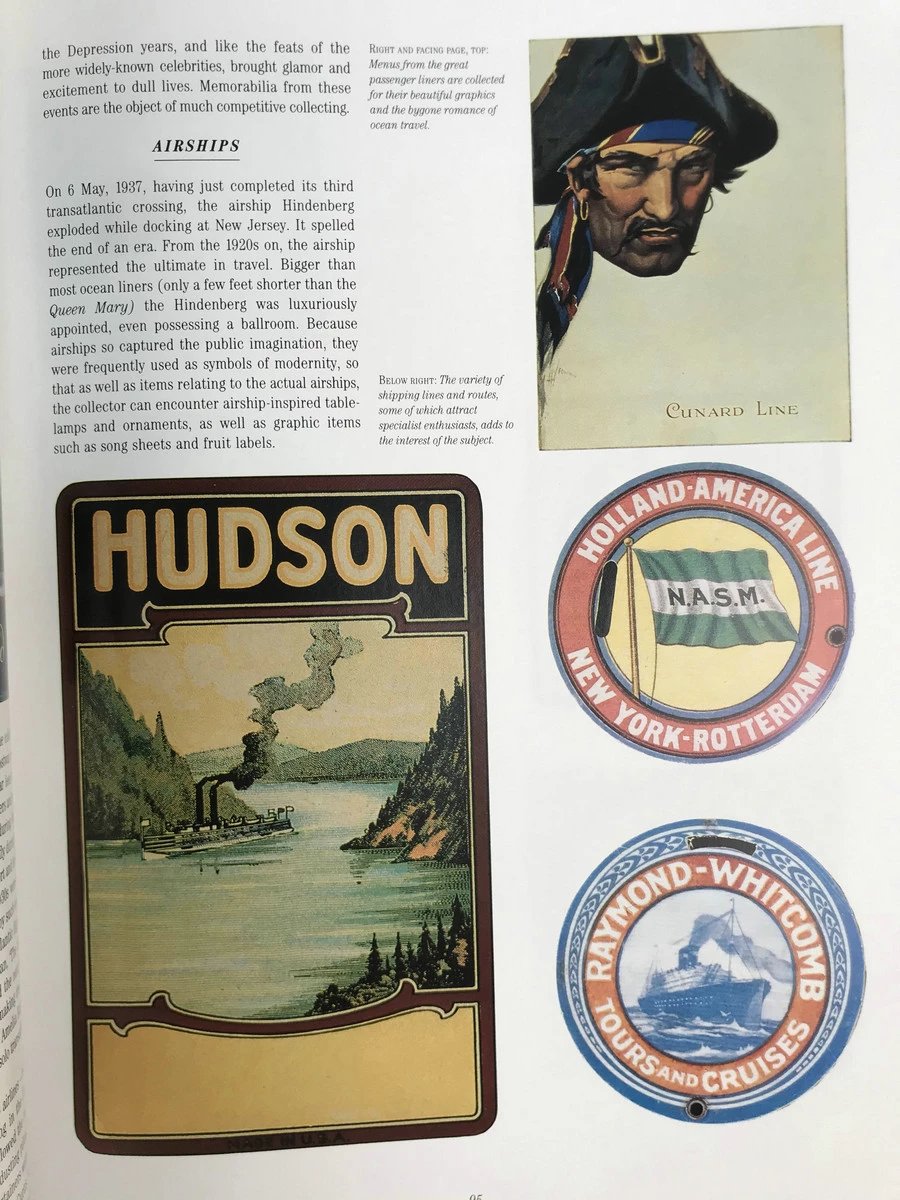 the Depression years, and like the feats of the
more widely-known celebrities, brought glamor and
excitement to dull lives. Memorabilia from these
events are the object of much competitive collecting.
AIRSHIPS
On 6 May, 1937, having just completed its third
transatlantic crossing, the airship Hindenberg
exploded while docking at New Jersey. It spelled
the end of an era. From the 1920s on, the airship
represented the ultimate in travel. Bigger than
most ocean liners (only a few feet shorter than the
Queen Mary) the Hindenberg was luxuriously
appointed, even possessing a ballroom. Because
airships so captured the public imagination, they
were frequently used as symbols of modernity, so
that as well as items relating to the actual airships,
the collector can encounter airship-inspired table-
lamps and ornaments, as well as graphic items
such as song sheets and fruit labels.
RIGHT AND FACING PAGE, TOP:
Menus from the great
passenger liners are collected
for their beautiful graphics
and the bygone romance of
ocean travel.
BELOW RIGHT: The variety of
shipping lines and routes,
some of which attract
specialist enthusiasts, adds to
the interest of the subject.
CUNARD LINE
HUDSON
MADE IN U.S.A.
HOLLAND-AMERICA LINE
N.A.S.M.
NEW YORK-ROTTERDAM
RAYMOND-WHITCOMB
TOURS AND CRUISES